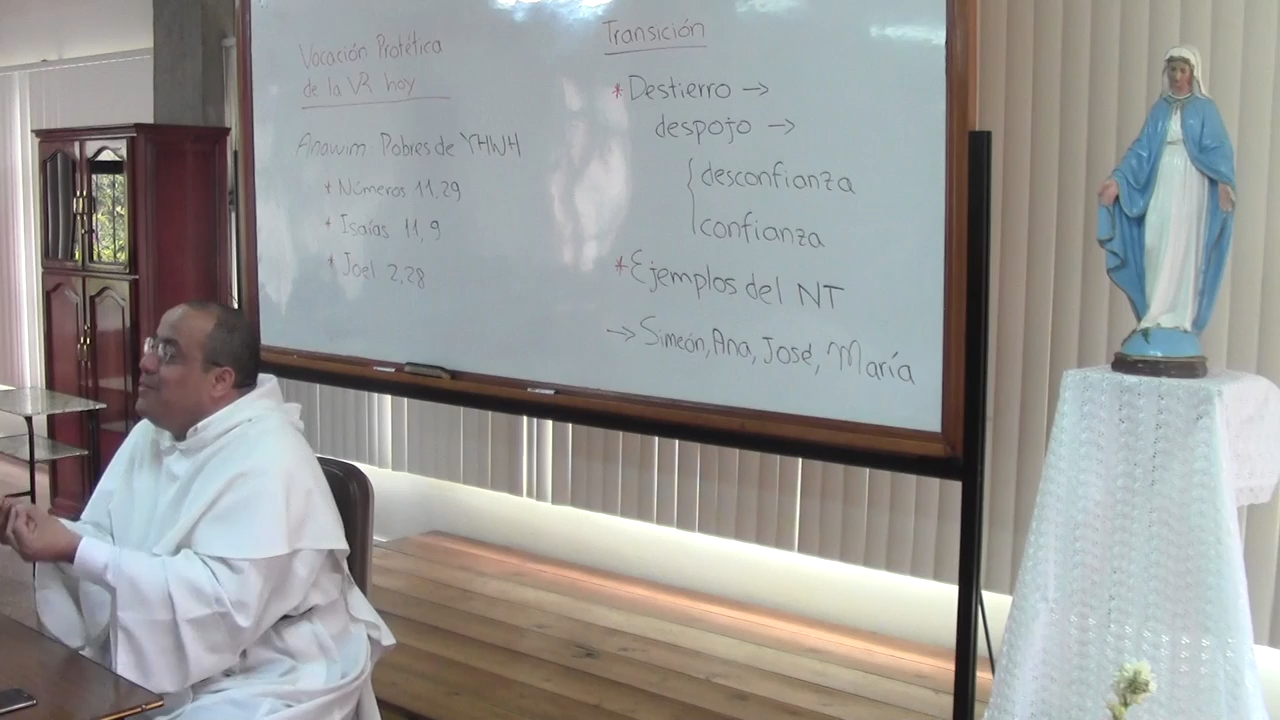 Vocación Profética
de la VR hoy
Anawim: Pobres de YHWH
* Números 11,29
* Isaías 11,9
* Joel 2,28
Transición
* Destierro →
despojo →
{ desconfianza
confianza
* Ejemplos del NT
→ Simeón, Ana, José, María